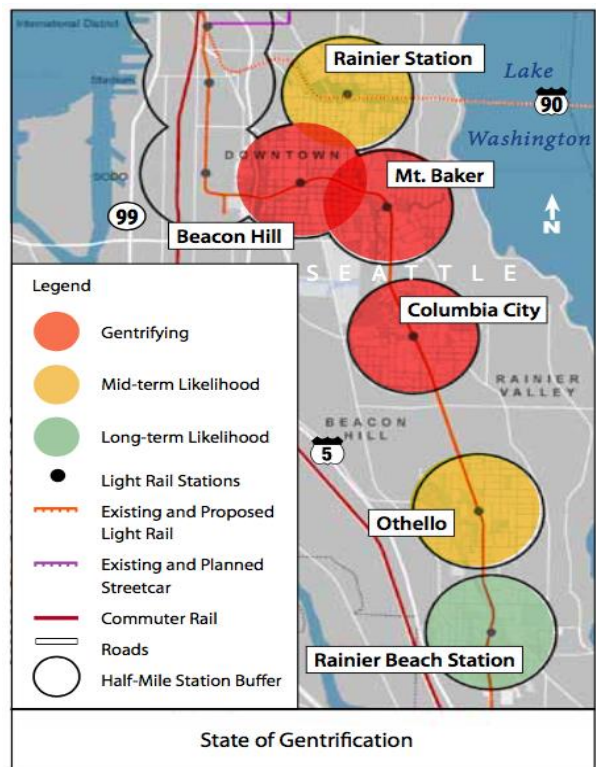 International District
Stadium
SODO
99
Rainier Station
Lake
90
Washington
DOWNTOWN
Mt. Baker
N
Beacon Hill
SEATTLE
Columbia City
RAINIER
VALLEY
BEACON
HILL
5
Othello
Rainier Beach Station
Legend
Gentrifying
Mid-term Likelihood
Long-term Likelihood
Light Rail Stations
Existing and Proposed
Light Rail
Existing and Planned
Streetcar
Commuter Rail
Roads
Half-Mile Station Buffer
State of Gentrification